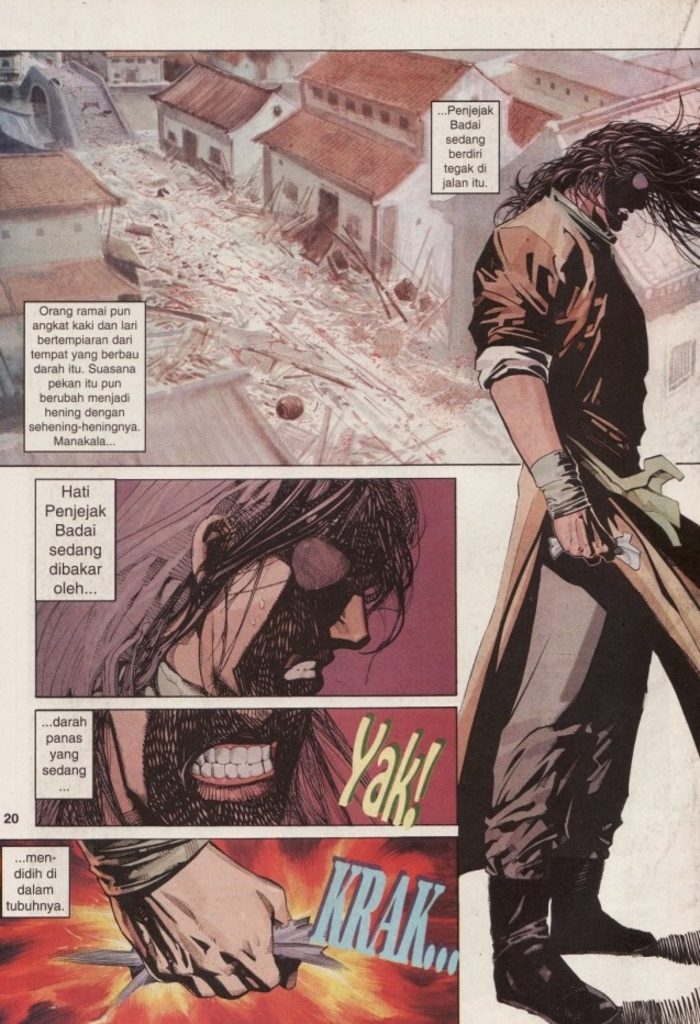 ...Penjejak
Badai
sedang
berdiri
tegak di
jalan itu.
Orang ramai pun
angkat kaki dan lari
bertempiaran dari
tempat yang berbau
darah itu. Suasana
pekan itu pun
berubah menjadi
hening dengan
sehening-heningnya.
Manakala...
Hati
Penjejak
Badai
sedang
dibakar
oleh...
...darah
panas
yang
sedang
...
Yak!
20
...men-
didih di
dalam
tubuhnya.
KRAK...